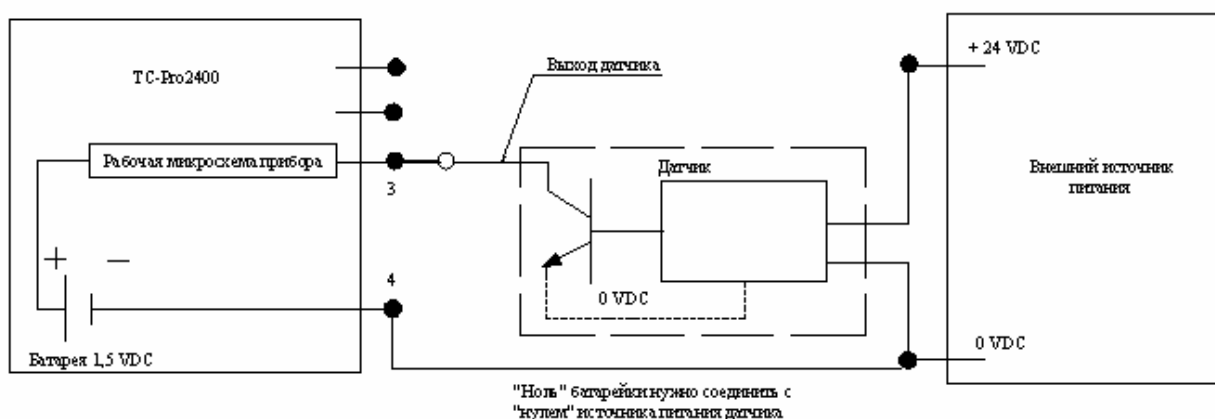 TC-Pro2400
Рабочая микросхема прибора
+
−
Батарея 1,5 VDC
3
4
Выход датчика
Датчик
0 VDC
"Ноль" батарейки нужно соединить с
"нулем" источника питания датчика
+ 24 VDC
Внешний источник
питания
0 VDC